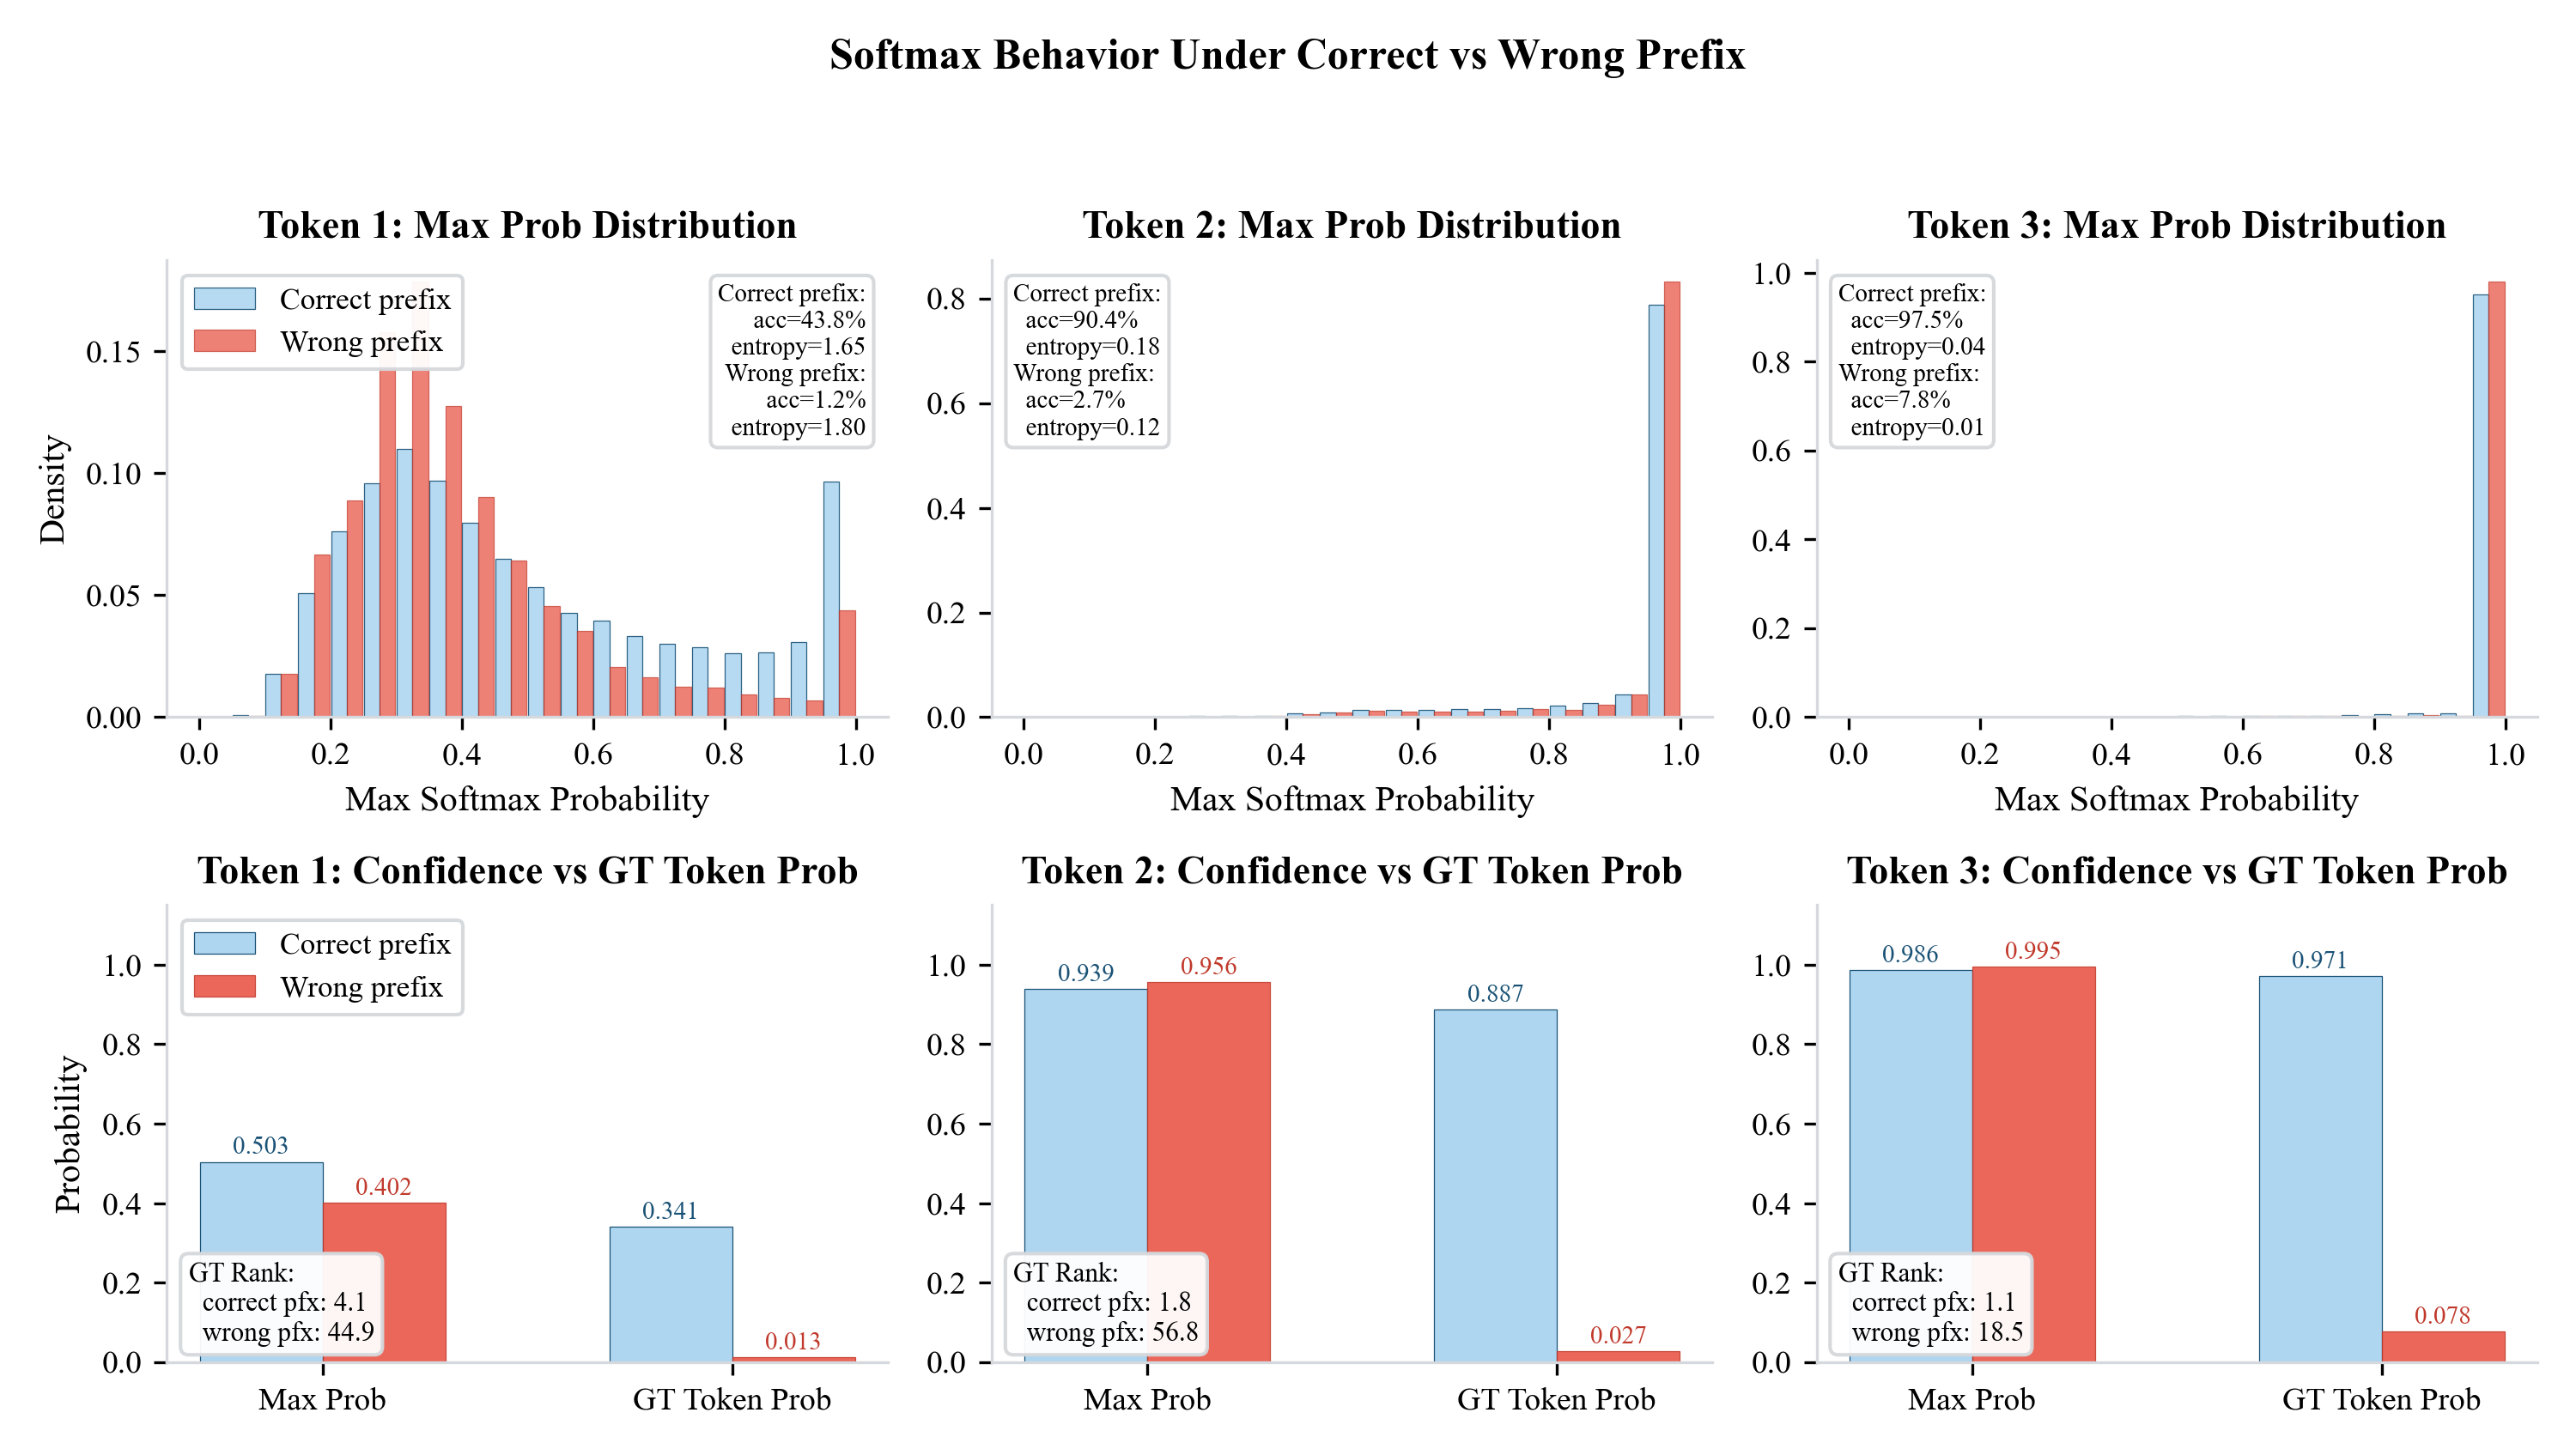 Softmax Behavior Under Correct vs Wrong Prefix
Token 1: Max Prob Distribution
Correct prefix
Wrong prefix
Correct prefix:
acc=43.8%
entropy=1.65
Wrong prefix:
acc=1.2%
entropy=1.80
Density
0.15
0.10
0.05
0.00
0.0 0.2 0.4 0.6 0.8 1.0
Max Softmax Probability
Token 2: Max Prob Distribution
Correct prefix:
acc=90.4%
entropy=0.18
Wrong prefix:
acc=2.7%
entropy=0.12
0.8
0.6
0.4
0.2
0.0
0.0 0.2 0.4 0.6 0.8 1.0
Max Softmax Probability
Token 3: Max Prob Distribution
Correct prefix:
acc=97.5%
entropy=0.04
Wrong prefix:
acc=7.8%
entropy=0.01
1.0
0.8
0.6
0.4
0.2
0.0
0.0 0.2 0.4 0.6 0.8 1.0
Max Softmax Probability
Token 1: Confidence vs GT Token Prob
Correct prefix
Wrong prefix
Probability
1.0
0.8
0.6
0.4
0.2
0.0
0.503
0.402
0.341
0.013
GT Rank:
correct pfx: 4.1
wrong pfx: 44.9
Max Prob GT Token Prob
Token 2: Confidence vs GT Token Prob
1.0
0.8
0.6
0.4
0.2
0.0
0.939
0.956
0.887
0.027
GT Rank:
correct pfx: 1.8
wrong pfx: 56.8
Max Prob GT Token Prob
Token 3: Confidence vs GT Token Prob
1.0
0.8
0.6
0.4
0.2
0.0
0.986
0.995
0.971
0.078
GT Rank:
correct pfx: 1.1
wrong pfx: 18.5
Max Prob GT Token Prob